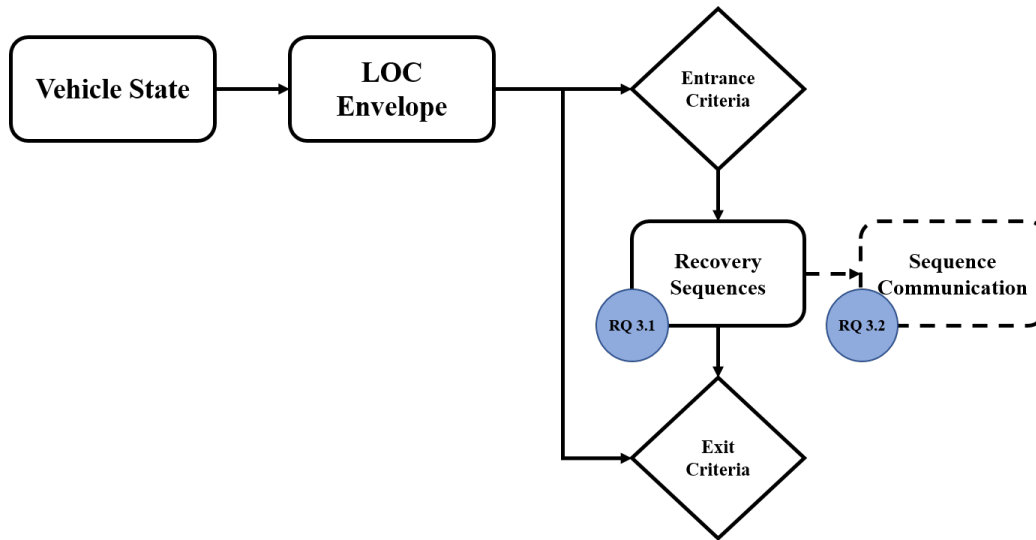 Vehicle State
LOC
Envelope
Entrance
Criteria
Recovery
Sequences
Sequence
Communication
RQ 3.1
RQ 3.2
Exit
Criteria